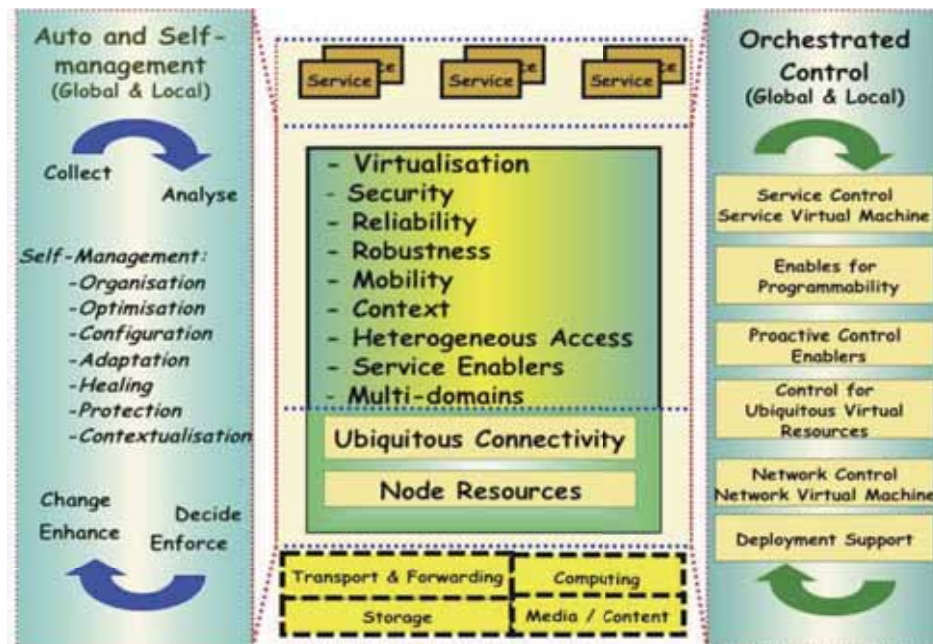 Auto and Self-
management
(Global & Local)
Collect
Analyse
Self-Management:
-Organisation
-Optimisation
-Configuration
-Adaptation
-Healing
-Protection
-Contextualisation
Change
Enhance
Decide
Enforce
Service
ce
Service
Service
- Virtualisation
- Security
- Reliability
- Robustness
- Mobility
- Context
- Heterogeneous Access
- Service Enablers
- Multi-domains
Ubiquitous Connectivity
Node Resources
Transport & Forwarding
Computing
Storage
Media / Content
Orchestrated
Control
(Global & Local)
Service Control
Service Virtual Machine
Enables for
Programmability
Proactive Control
Enablers
Control for
Ubiquitous Virtual
Resources
Network Control
Network Virtual Machine
Deployment Support